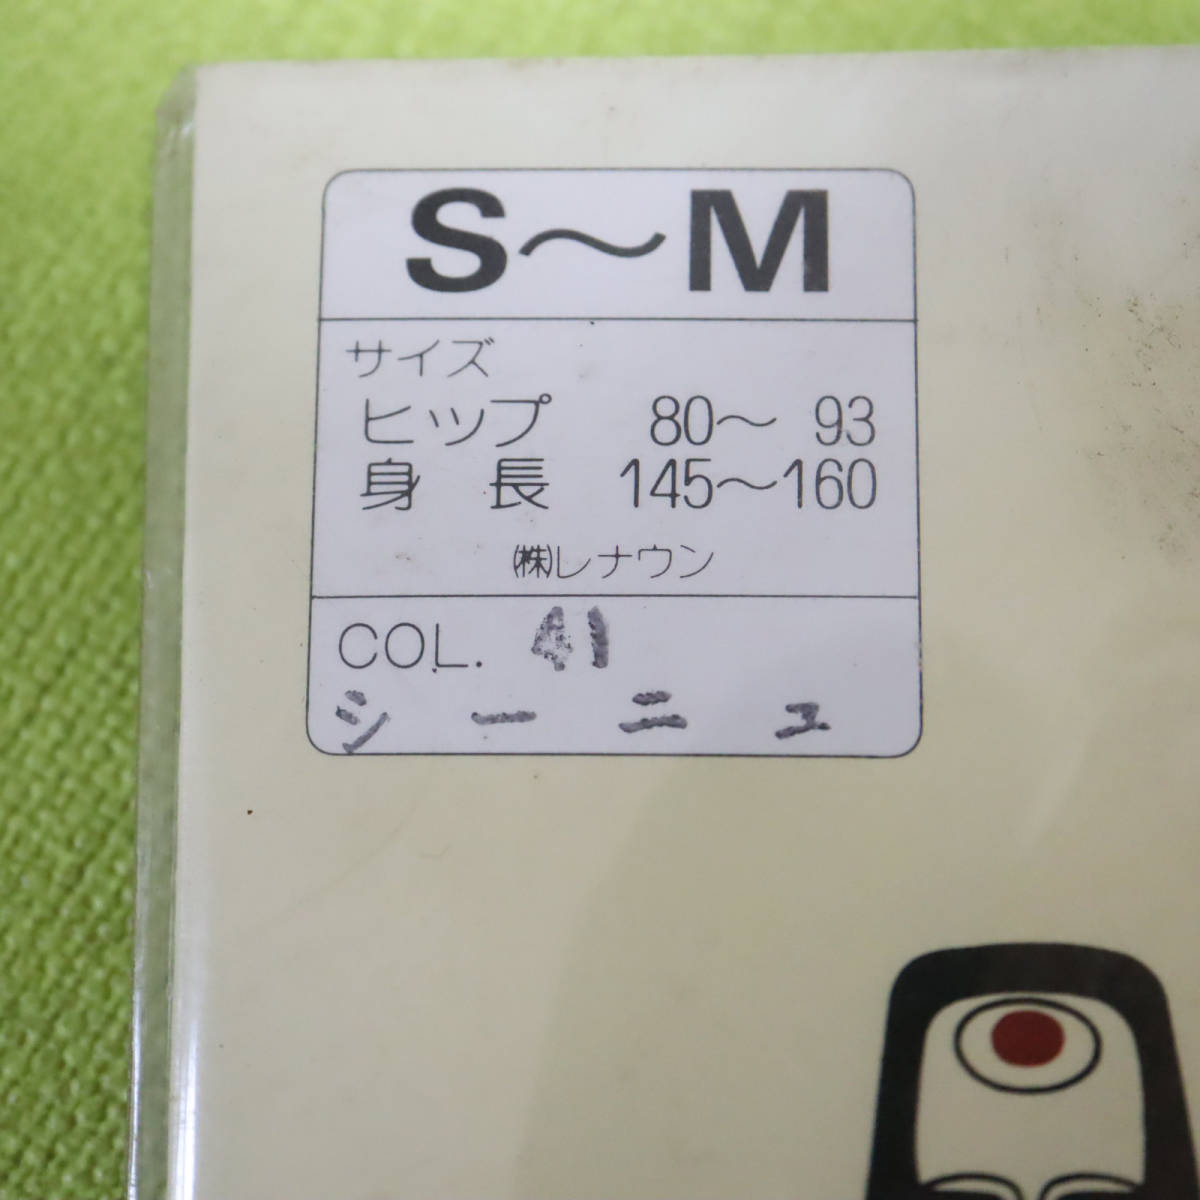 S〜M
サイズ
ヒップ 80〜 93
身長 145〜160
㈱レナウン
COL. 41
シーニュ